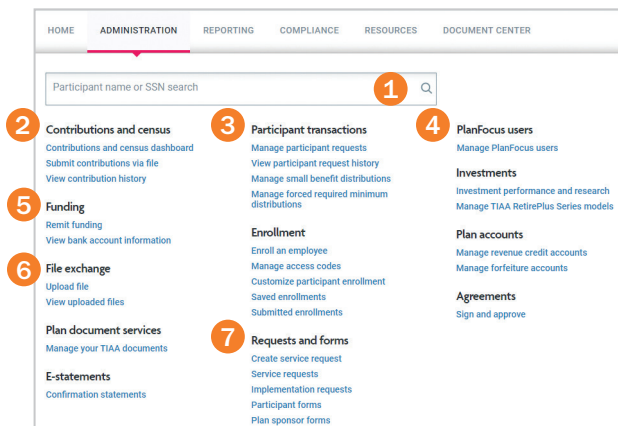 HOME ADMINISTRATION REPORTING COMPLIANCE RESOURCES DOCUMENT CENTER
Participant name or SSN search 1
2 Contributions and census
Contributions and census dashboard
Submit contributions via file
View contribution history
5 Funding
Remit funding
View bank account information
6 File exchange
Upload file
View uploaded files
Plan document services
Manage your TIAA documents
E-statements
Confirmation statements
3 Participant transactions
Manage participant requests
View participant request history
Manage small benefit distributions
Manage forced required minimum
distributions
Enrollment
Enroll an employee
Manage access codes
Customize participant enrollment
Saved enrollments
Submitted enrollments
7 Requests and forms
Create service request
Service requests
Implementation requests
Participant forms
Plan sponsor forms
4 PlanFocus users
Manage PlanFocus users
Investments
Investment performance and research
Manage TIAA RetirePlus Series models
Plan accounts
Manage revenue credit accounts
Manage forfeiture accounts
Agreements
Sign and approve